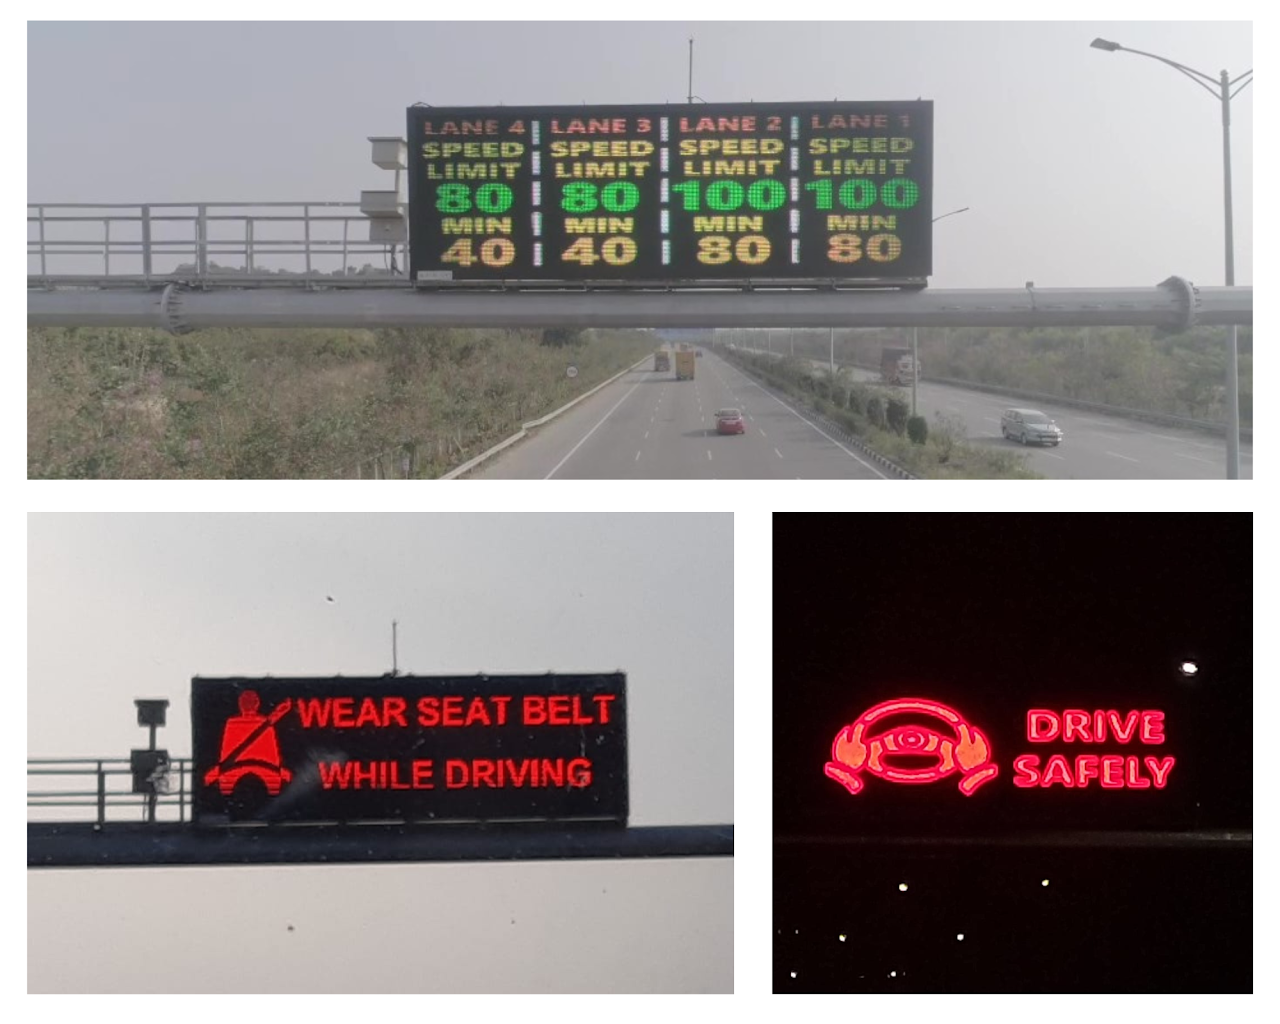 LANE 4 LANE 3 LANE 2 LANE 1
SPEED SPEED SPEED SPEED
LIMIT LIMIT LIMIT LIMIT
80 80 100 100
MIN MIN MIN MIN
40 40 80 80
WEAR SEAT BELT
WHILE DRIVING
DRIVE
SAFELY